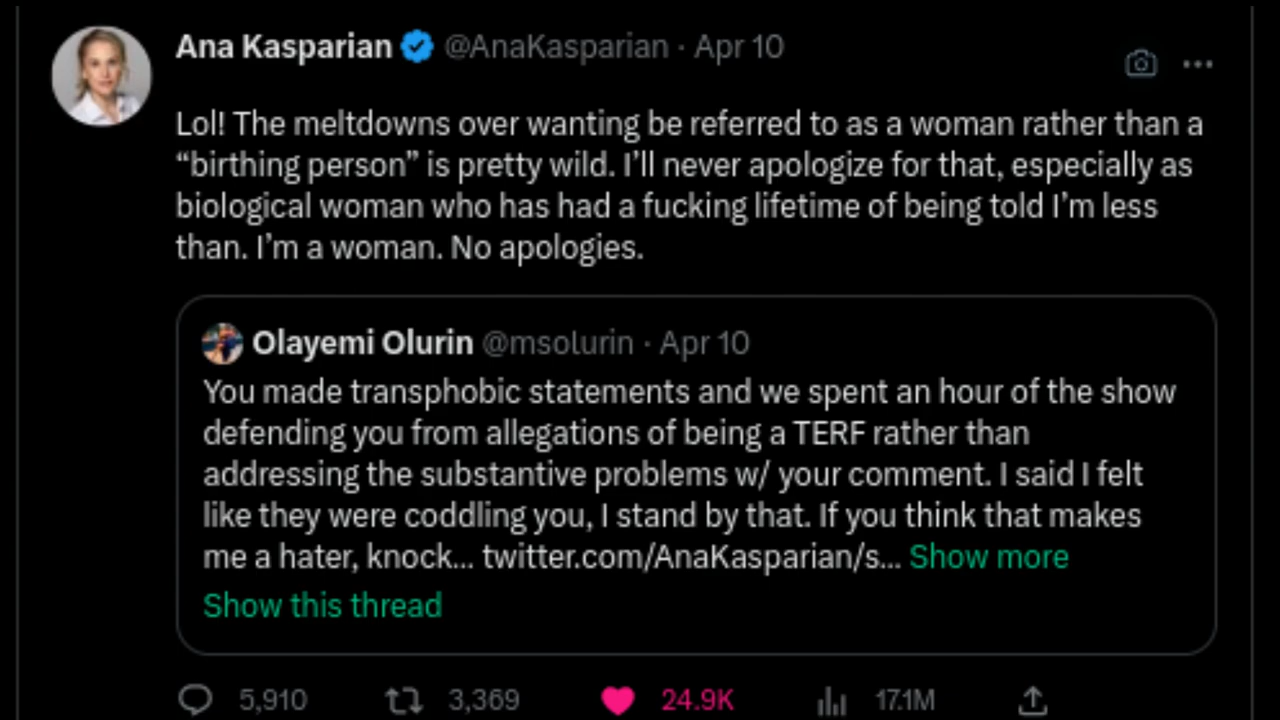 Ana Kasparian @AnaKasparian · Apr 10
Lol! The meltdowns over wanting be referred to as a woman rather than a
“birthing person” is pretty wild. I’ll never apologize for that, especially as
biological woman who has had a fucking lifetime of being told I’m less
than. I’m a woman. No apologies.
Olayemi Olurin @msolurin · Apr 10
You made transphobic statements and we spent an hour of the show
defending you from allegations of being a TERF rather than
addressing the substantive problems w/ your comment. I said I felt
like they were coddling you, I stand by that. If you think that makes
me a hater, knock... twitter.com/AnaKasparian/s... Show more
Show this thread
5,910 3,369 24.9K 17.1M